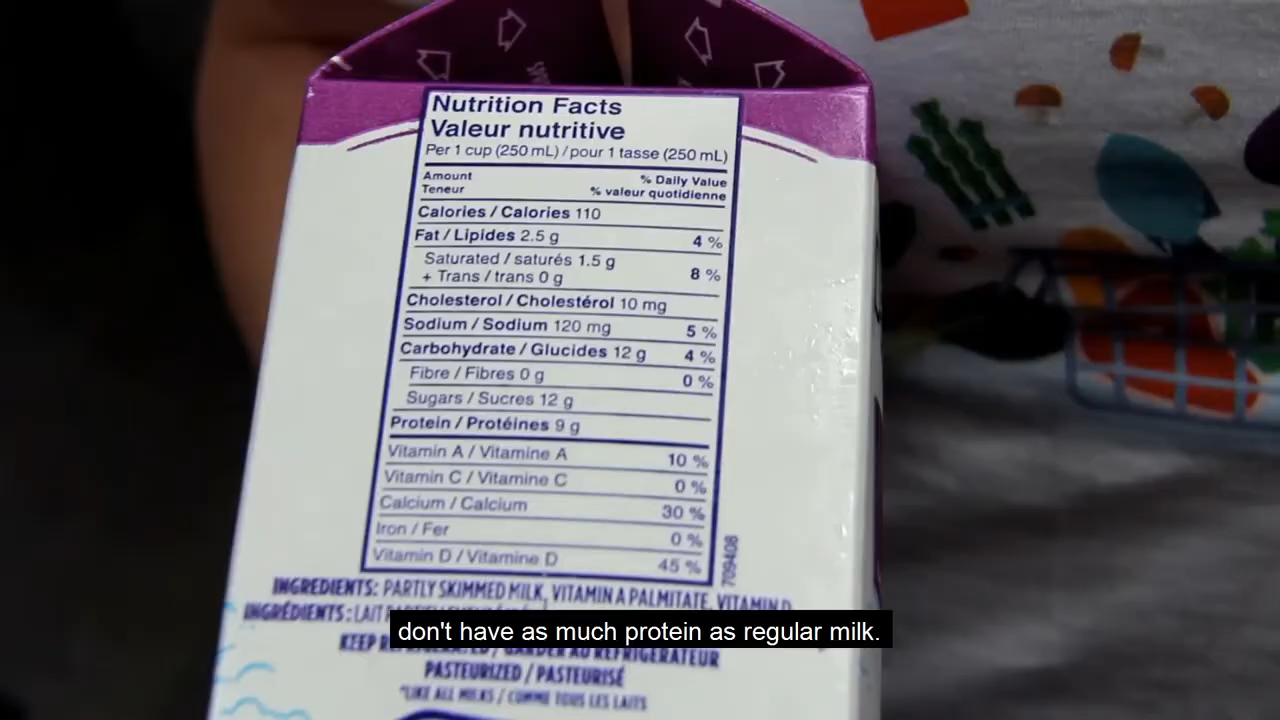 Nutrition Facts
Valeur nutritive
Per 1 cup (250 mL) / pour 1 tasse (250 mL)
Amount % Daily Value
Teneur % valeur quotidienne
Calories / Calories 110
Fat / Lipides 2.5 g 4 %
Saturated / saturés 1.5 g
+ Trans / trans 0 g 8 %
Cholesterol / Cholestérol 10 mg
Sodium / Sodium 120 mg 5 %
Carbohydrate / Glucides 12 g 4 %
Fibre / Fibres 0 g 0 %
Sugars / Sucres 12 g
Protein / Protéines 9 g
Vitamin A / Vitamine A 10 %
Vitamin C / Vitamine C 0 %
Calcium / Calcium 30 %
Iron / Fer 0 %
Vitamin D / Vitamine D 45 %
709408
INGREDIENTS: PARTLY SKIMMED MILK, VITAMIN A PALMITATE, VITAMIN D
INGRÉDIENTS: LAIT
don't have as much protein as regular milk.
KEEP / GARDER AU RÉFRIGÉRATEUR
PASTEURIZED / PASTEURISÉ
*LIKE ALL MILKS / COMME TOUS LES LAITS